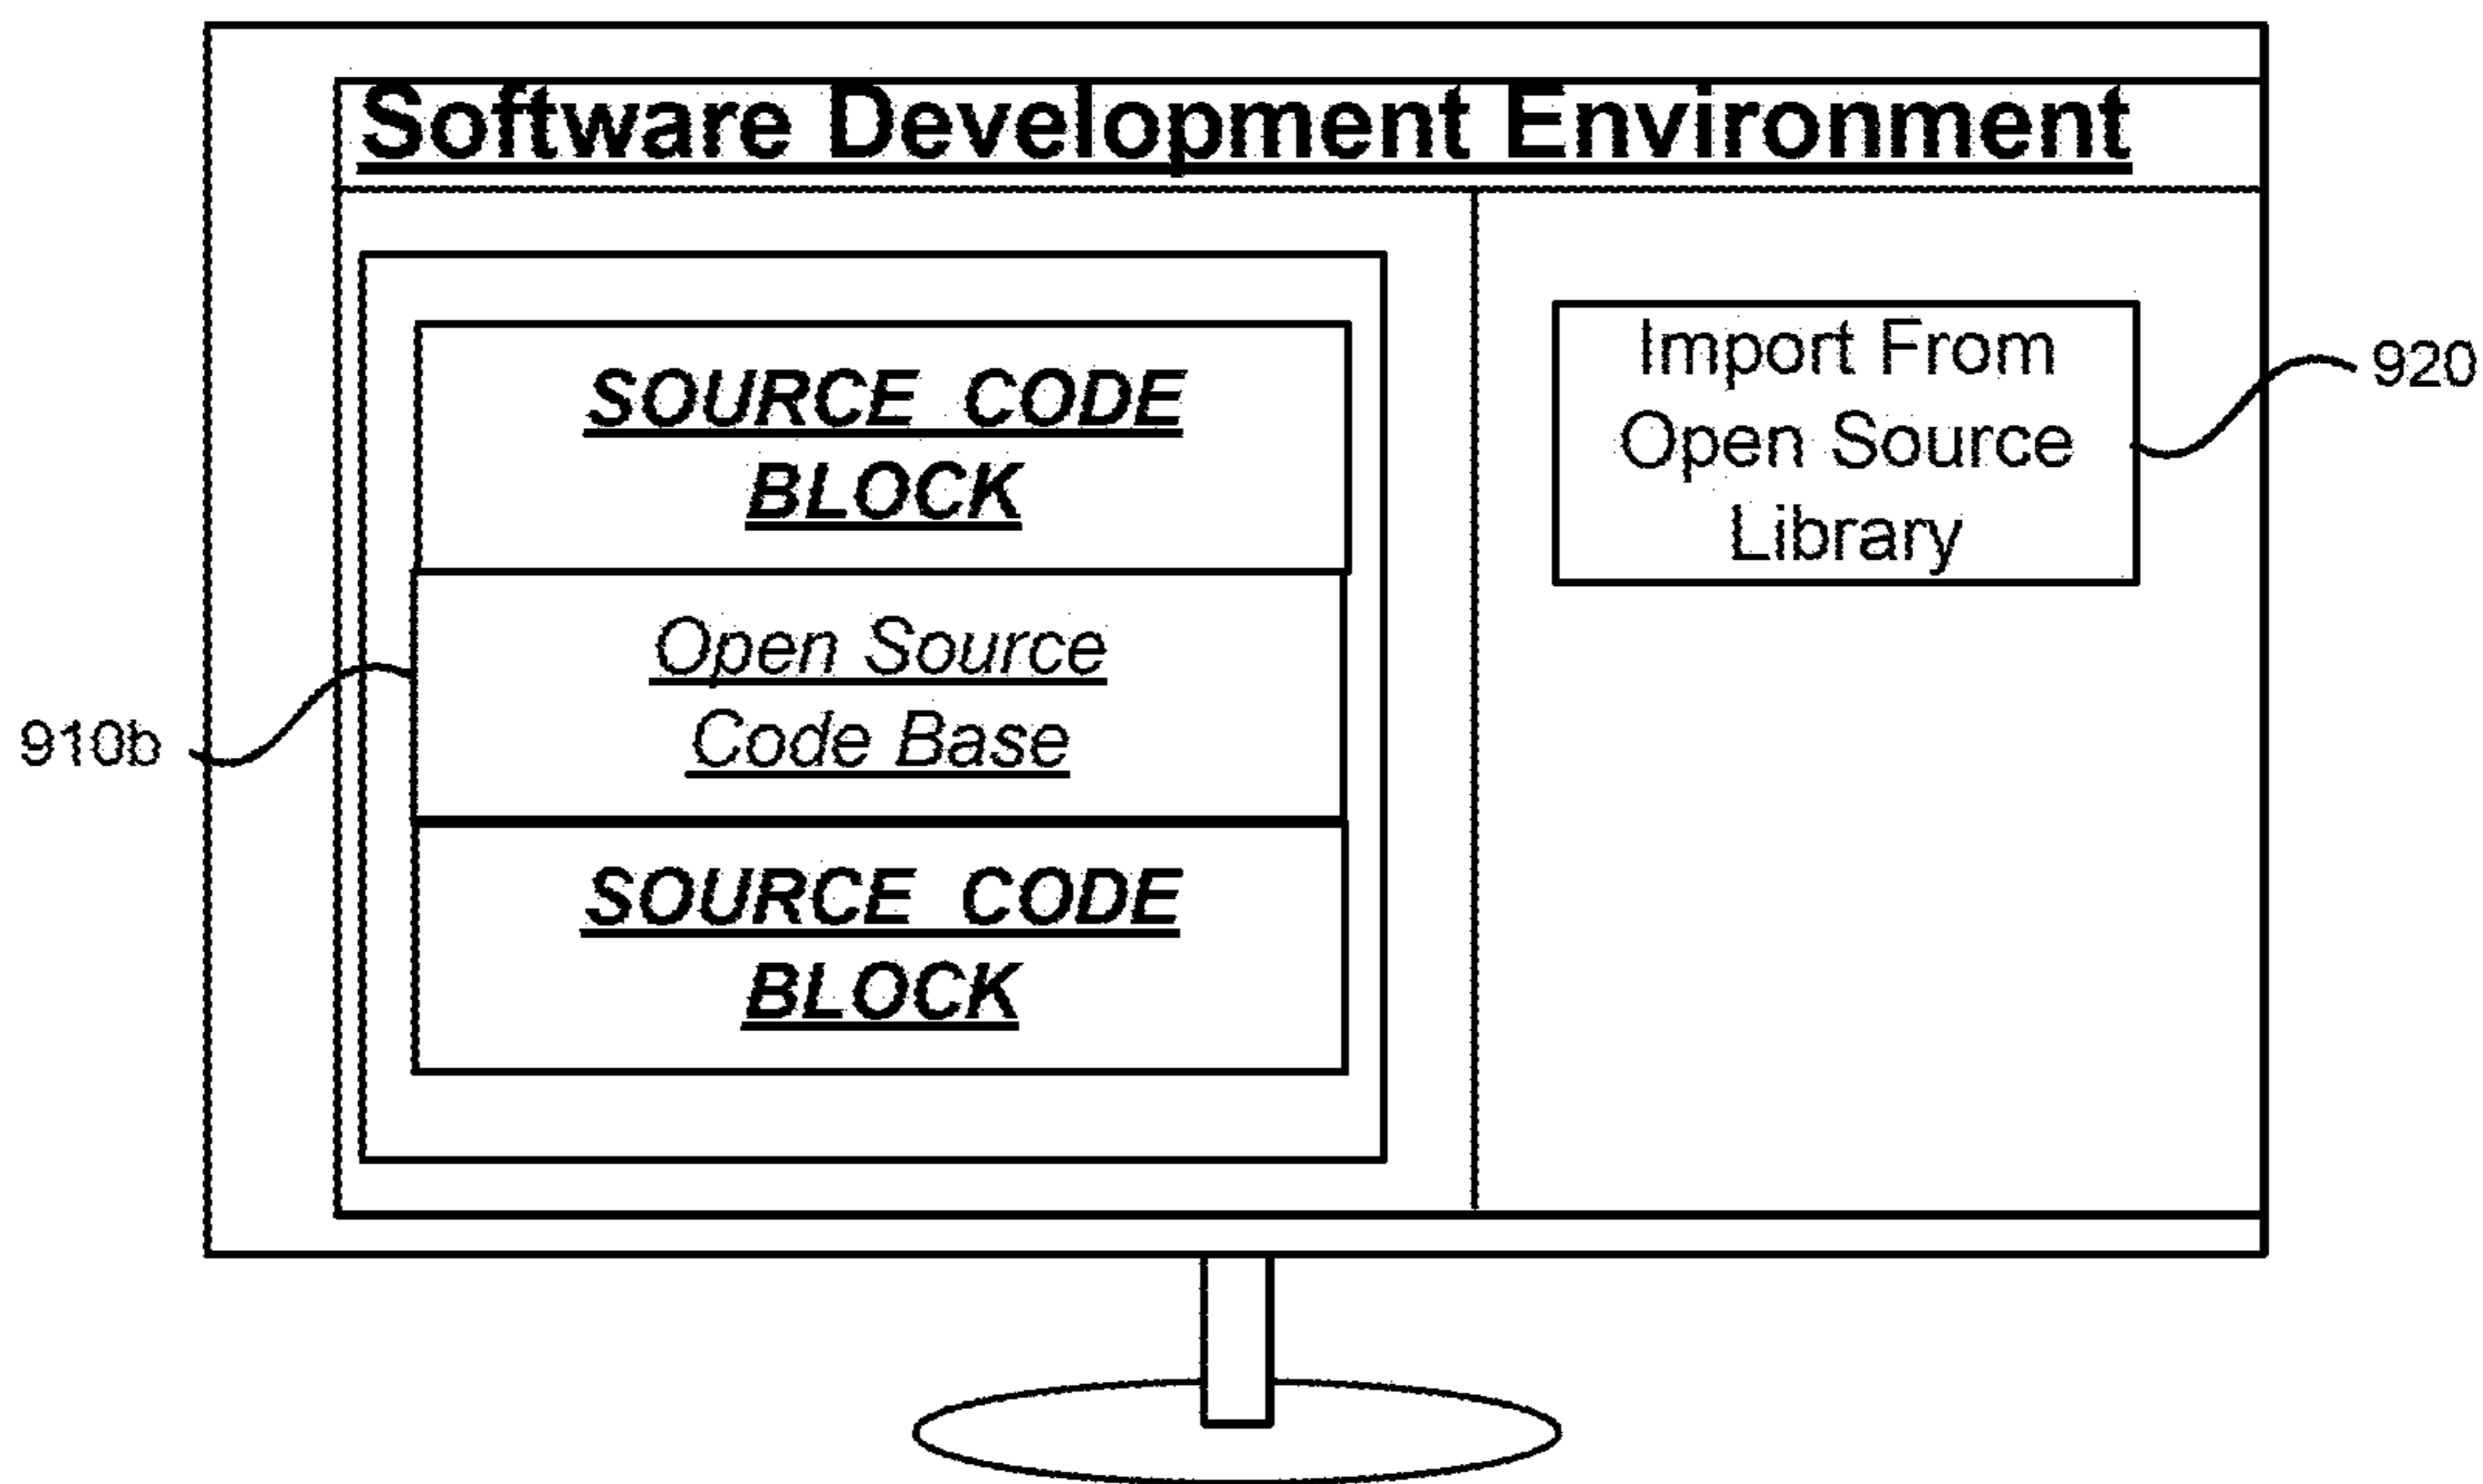 Software Development Environment
SOURCE CODE
BLOCK
Open Source
Code Base
SOURCE CODE
BLOCK
910b
Import From
Open Source
Library
920